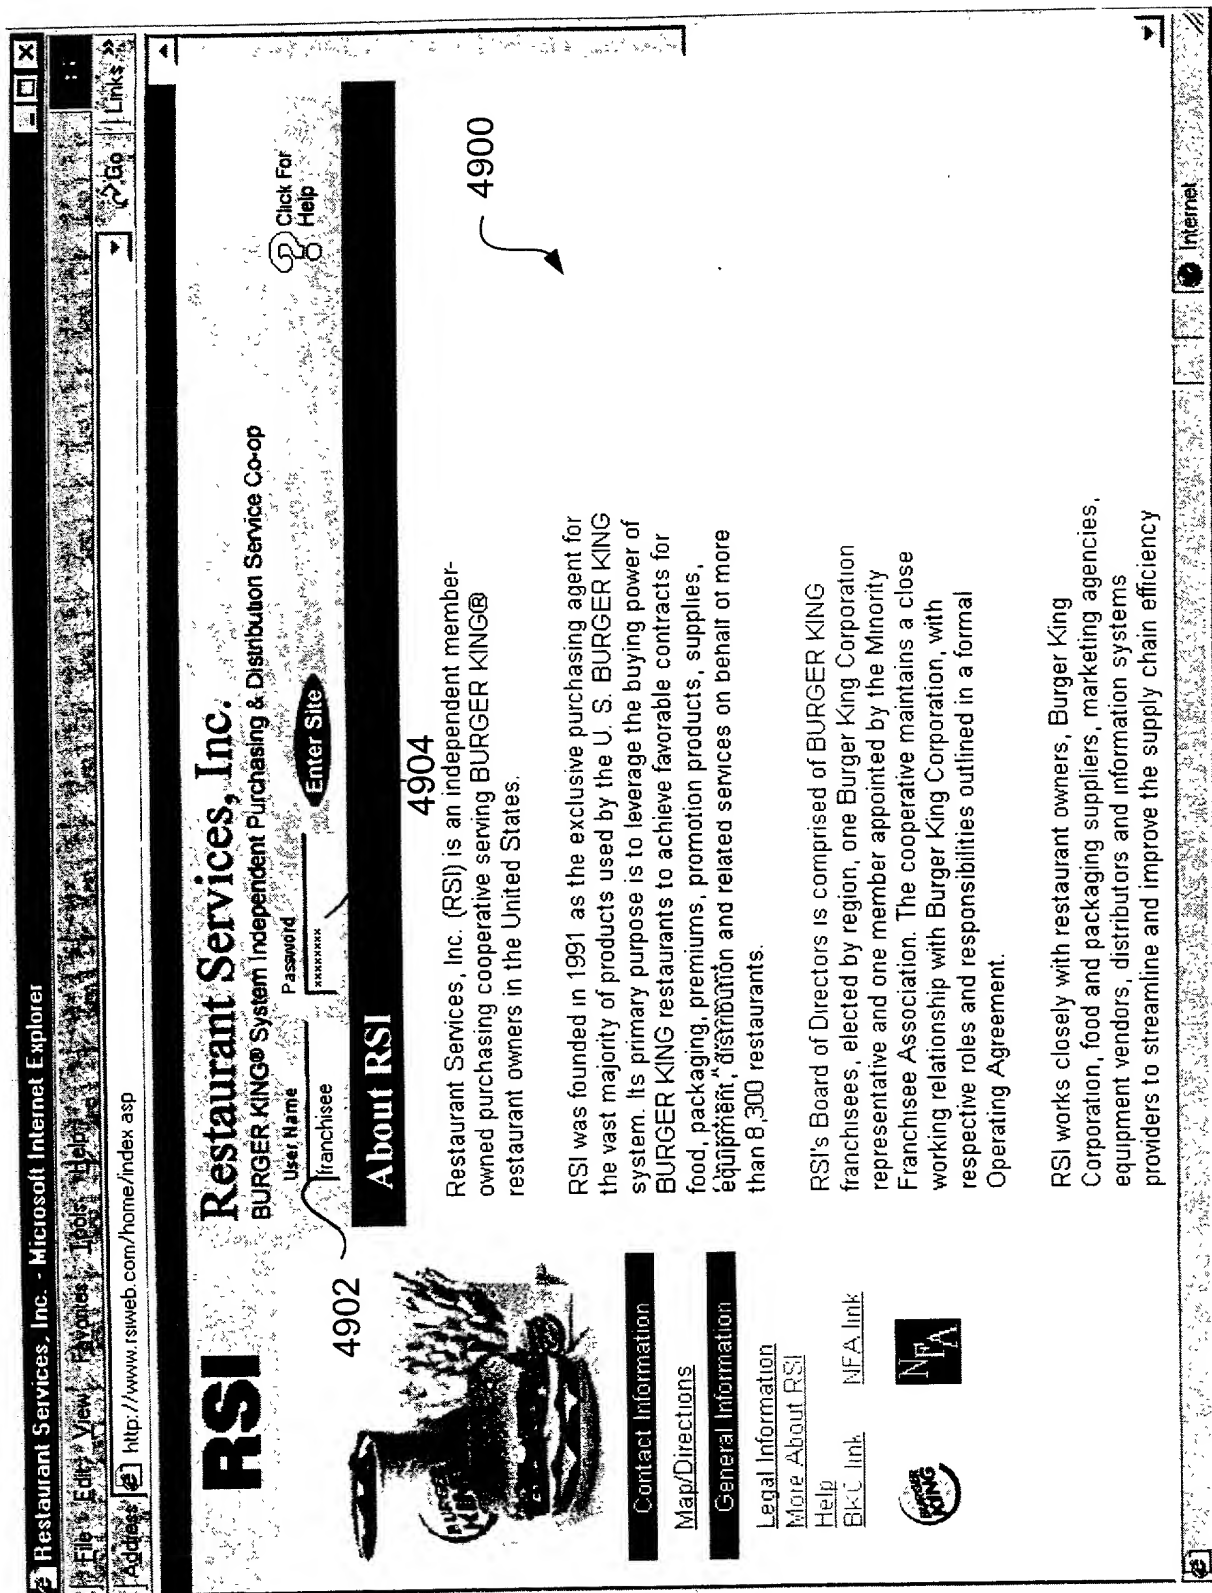 Restaurant Services, Inc. - Microsoft Internet Explorer
File Edit View Favorites Tools Help
Address http://www.rsiweb.com/home/index asp
Go Links »
RSI
Restaurant Services, Inc.
BURGER KING® System Independent Purchasing & Distribution Service Co-op
User Name
Password
franchisee
xxxxxxxx
Enter Site
Click For
Help
4902
4904
4900
About RSI
Restaurant Services, Inc. (RSI) is an independent member-
owned purchasing cooperative serving BURGER KING®
restaurant owners in the United States.
RSI was founded in 1991 as the exclusive purchasing agent for
the vast majority of products used by the U. S. BURGER KING
system. Its primary purpose is to leverage the buying power of
BURGER KING restaurants to achieve favorable contracts for
food, packaging, premiums, promotion products, supplies,
equipment, distribution and related services on behalf of more
than 8,300 restaurants.
RSI's Board of Directors is comprised of BURGER KING
franchisees, elected by region, one Burger King Corporation
representative and one member appointed by the Minority
Franchisee Association. The cooperative maintains a close
working relationship with Burger King Corporation, with
respective roles and responsibilities outlined in a formal
Operating Agreement.
RSI works closely with restaurant owners, Burger King
Corporation, food and packaging suppliers, marketing agencies,
equipment vendors, distributors and information systems
providers to streamline and improve the supply chain efficiency
BURGER
KING
Contact Information
Map/Directions
General Information
Legal Information
More About RSI
Help
BKC link
NFA link
BURGER
KING
NFA
Internet